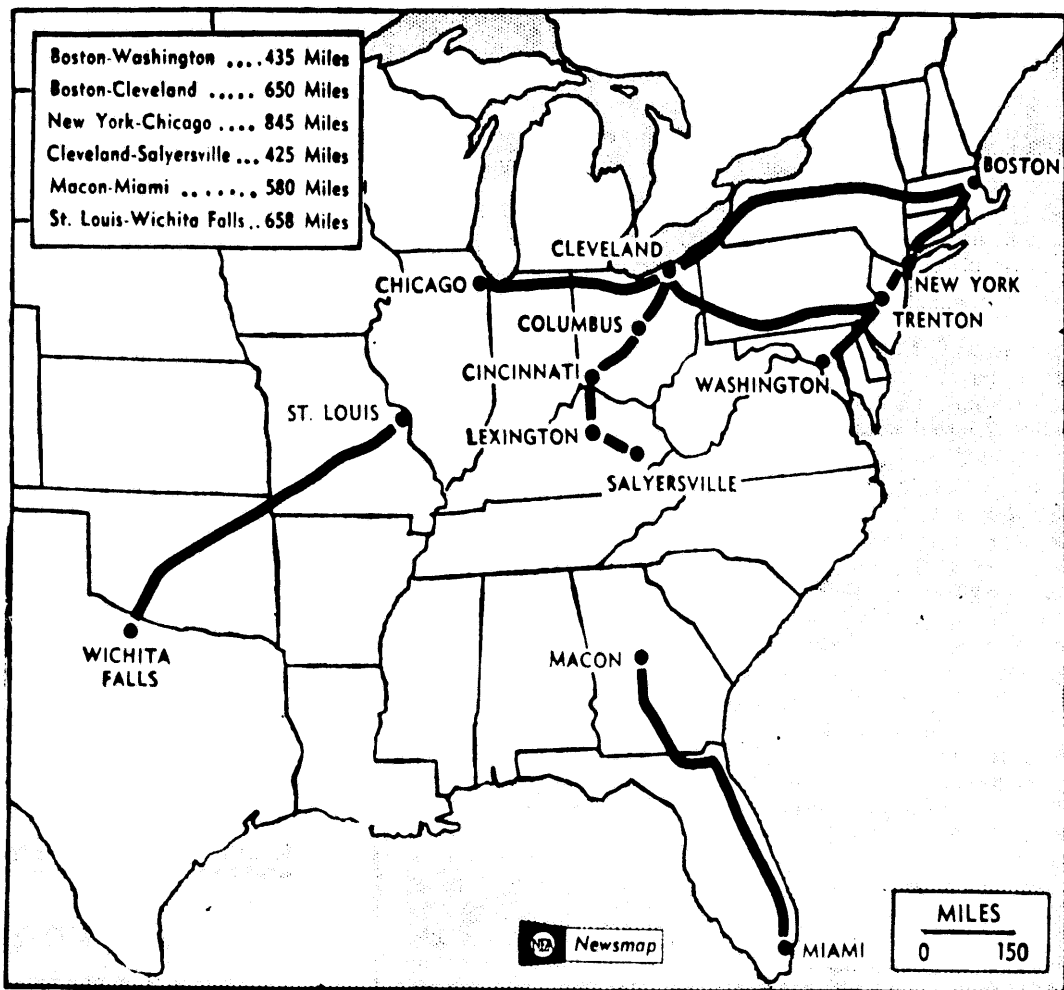 Boston-Washington .... 435 Miles
Boston-Cleveland ..... 650 Miles
New York-Chicago .... 845 Miles
Cleveland-Salyersville ... 425 Miles
Macon-Miami ....... 580 Miles
St. Louis-Wichita Falls .. 658 Miles
BOSTON
CLEVELAND
CHICAGO
NEW YORK
COLUMBUS
TRENTON
CINCINNATI
WASHINGTON
ST. LOUIS
LEXINGTON
SALYERSVILLE
WICHITA
FALLS
MACON
MILES
0 150
NEA Newsmap
MIAMI